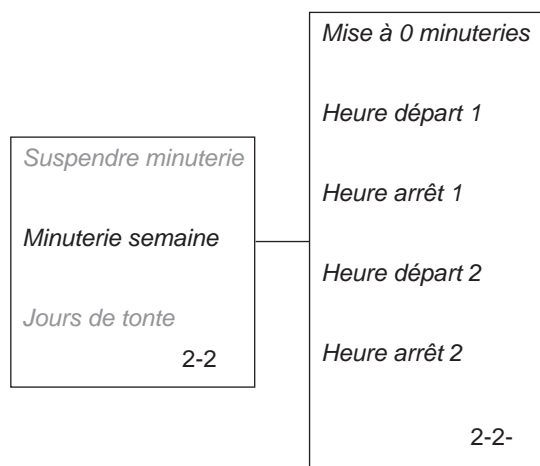 Suspendre minuterie
Minuterie semaine
Jours de tonte
2-2
Mise à 0 minuteries
Heure départ 1
Heure arrêt 1
Heure départ 2
Heure arrêt 2
2-2-